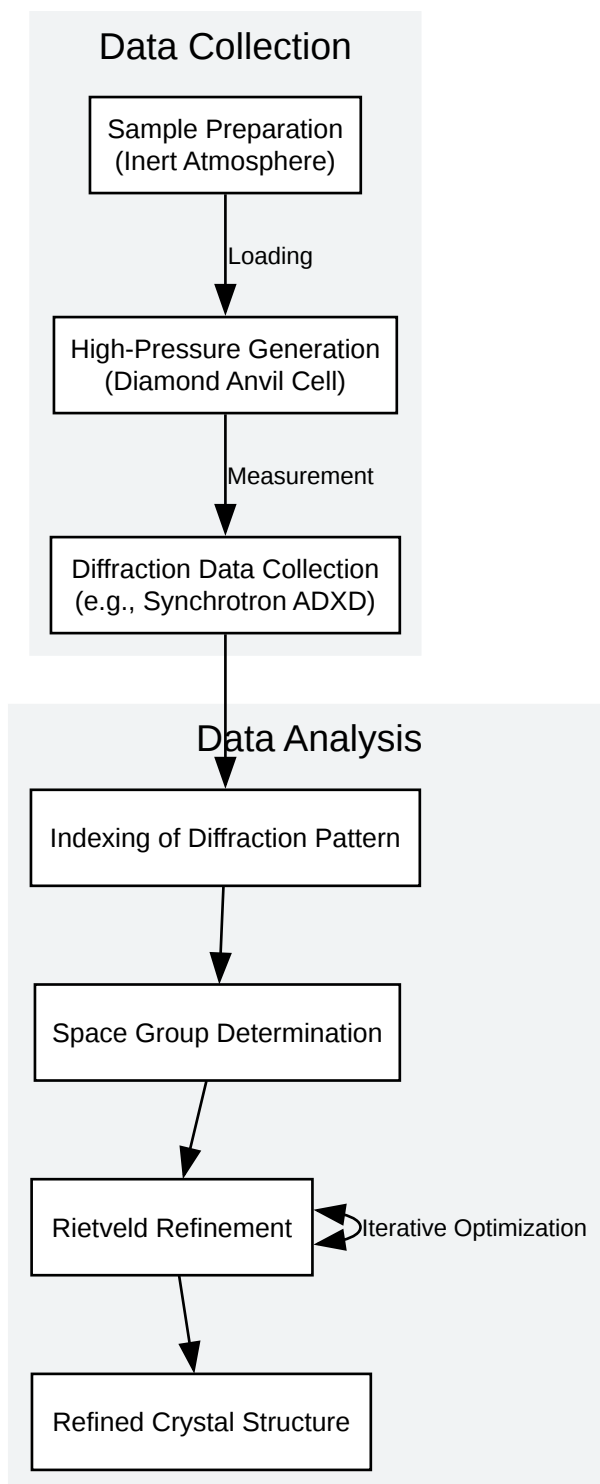 Data Collection
Sample Preparation
(Inert Atmosphere)
Loading
High-Pressure Generation
(Diamond Anvil Cell)
Measurement
Diffraction Data Collection
(e.g., Synchrotron ADXD)
Data Analysis
Indexing of Diffraction Pattern
Space Group Determination
Rietveld Refinement
Iterative Optimization
Refined Crystal Structure